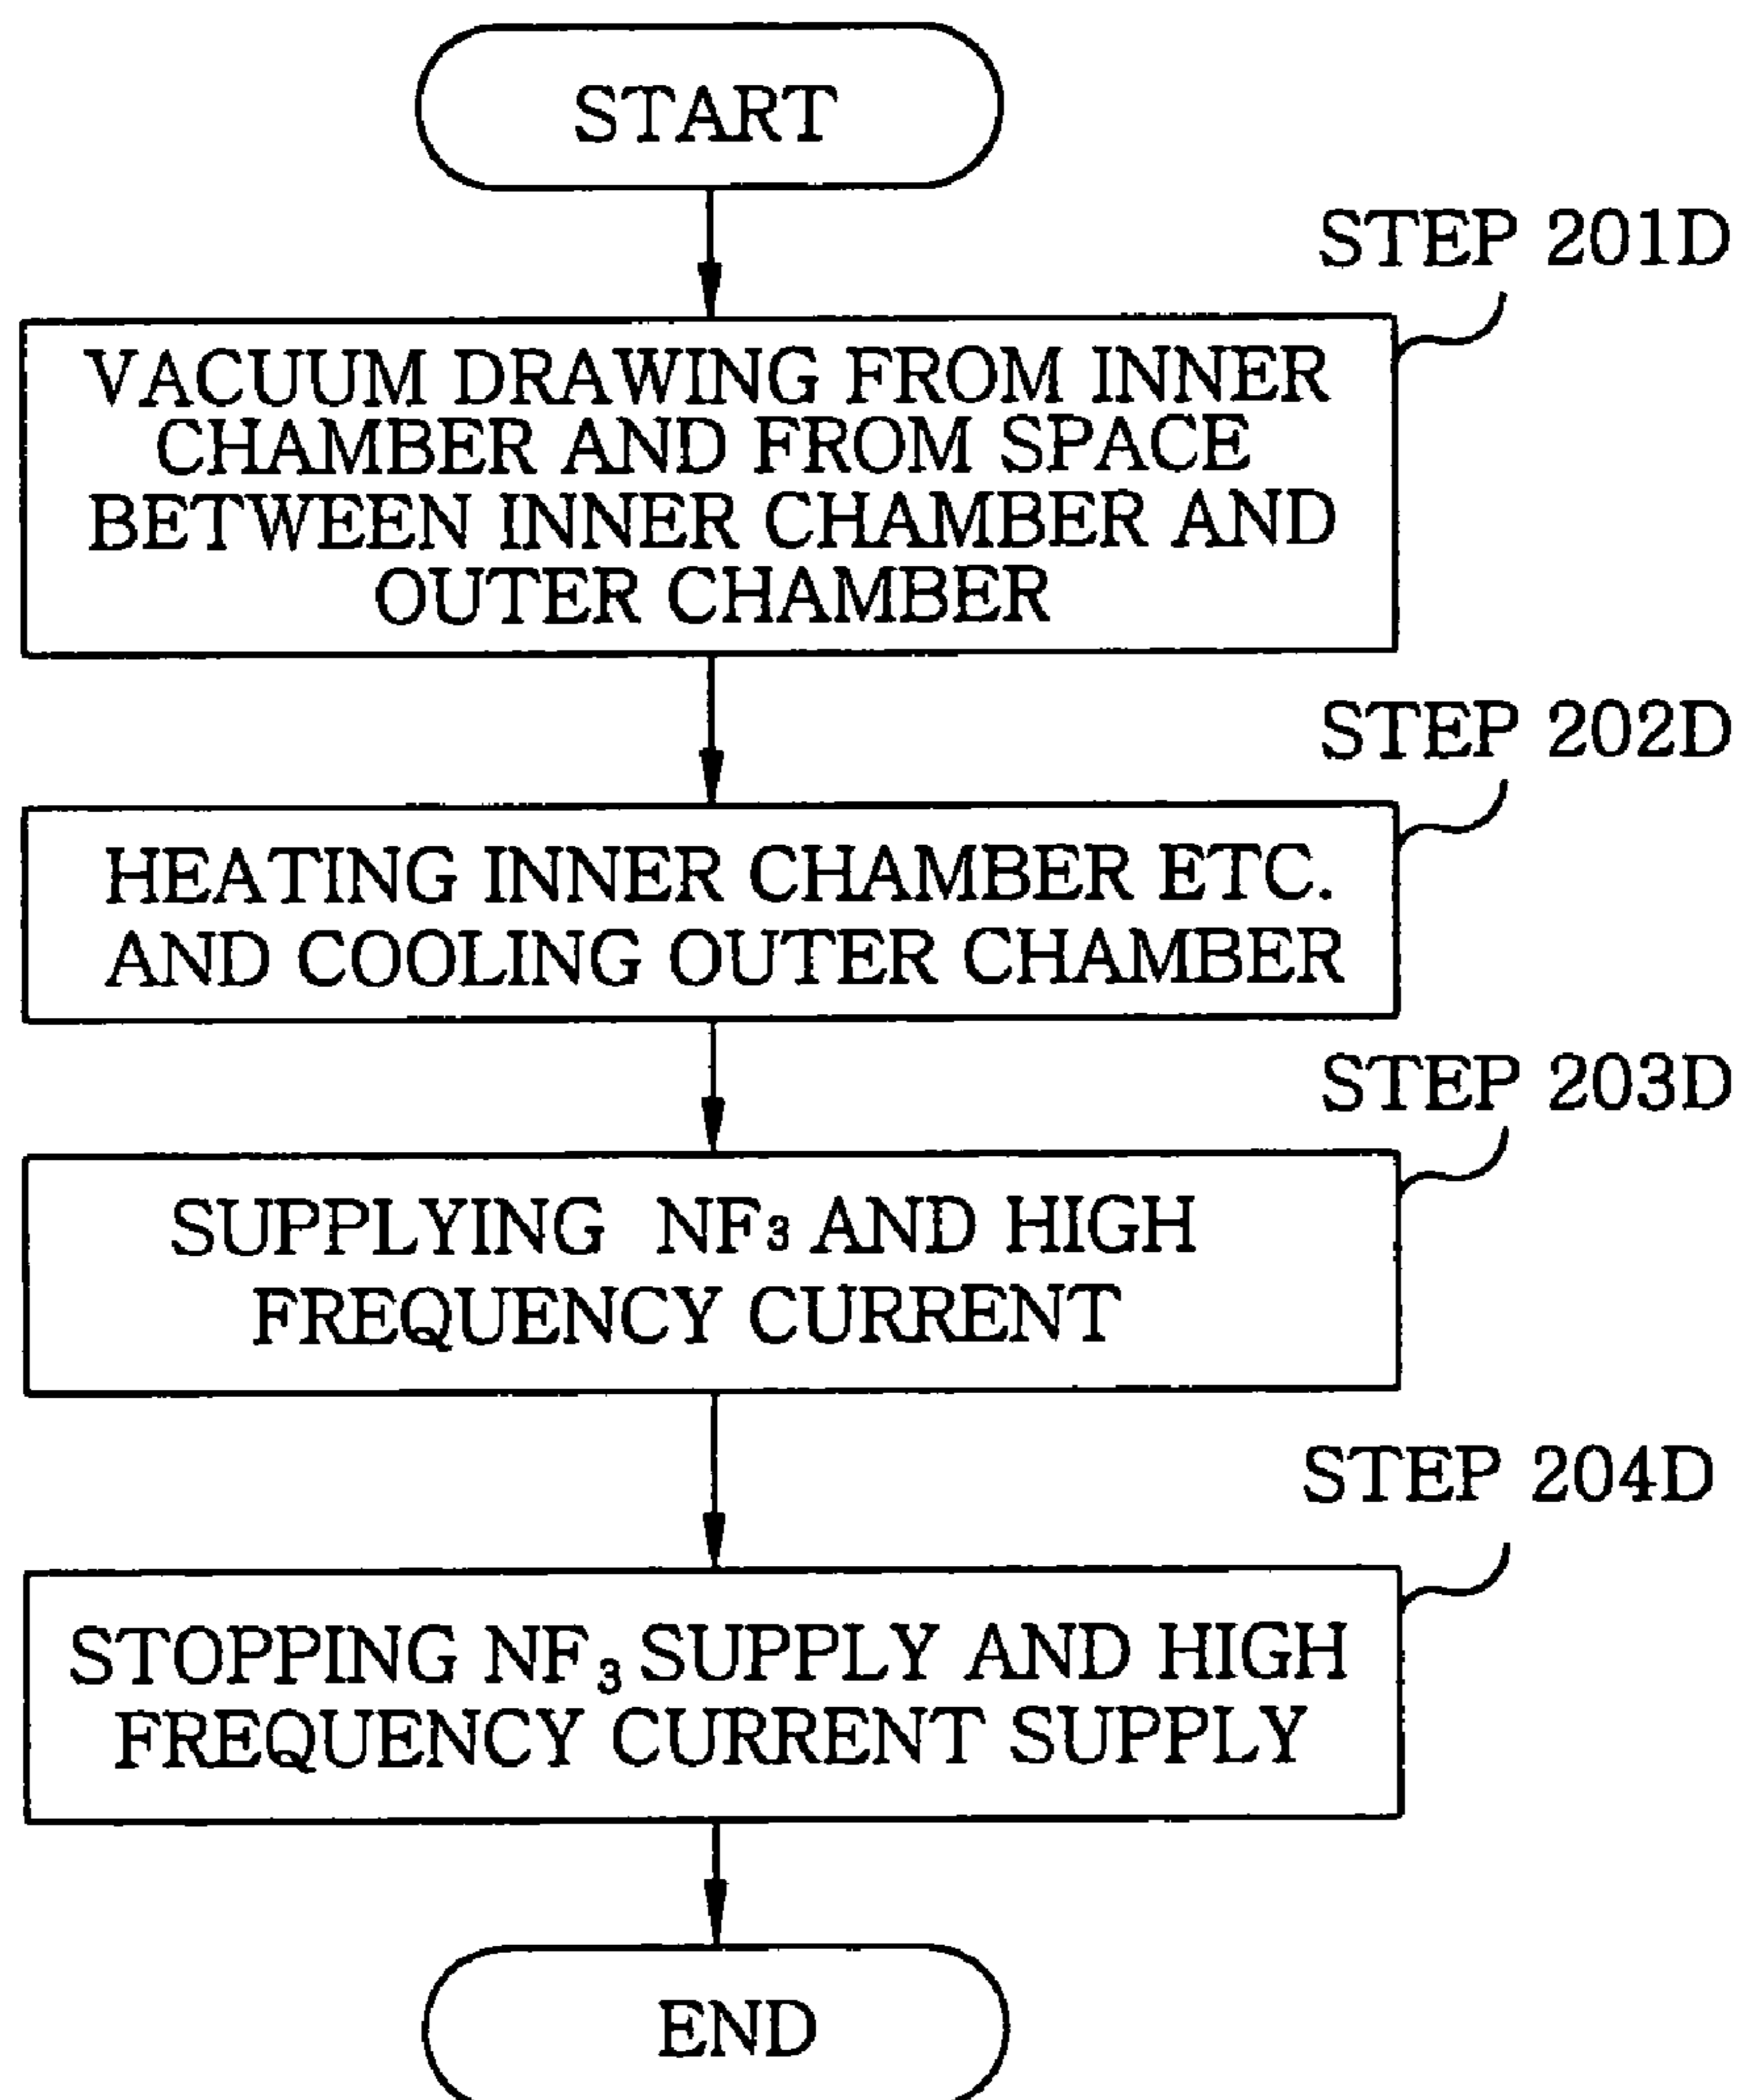 START
STEP 201D
VACUUM DRAWING FROM INNER
CHAMBER AND FROM SPACE
BETWEEN INNER CHAMBER AND
OUTER CHAMBER
STEP 202D
HEATING INNER CHAMBER ETC.
AND COOLING OUTER CHAMBER
STEP 203D
SUPPLYING NF₃ AND HIGH
FREQUENCY CURRENT
STEP 204D
STOPPING NF₃ SUPPLY AND HIGH
FREQUENCY CURRENT SUPPLY
END